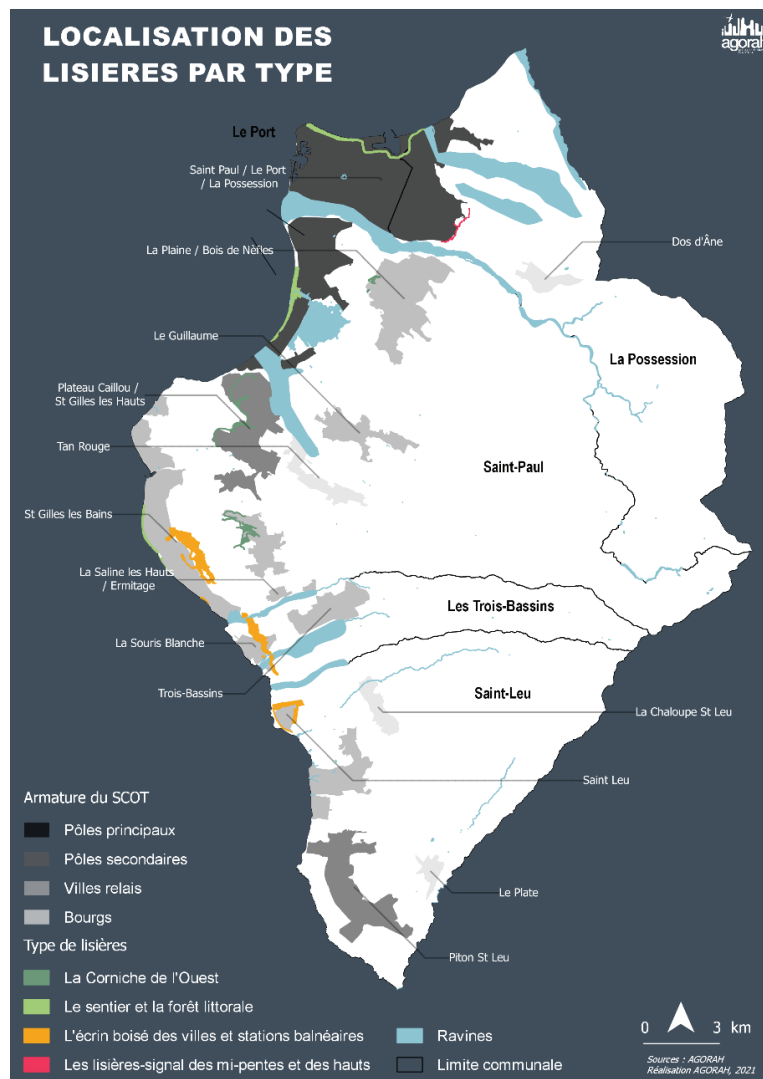 LOCALISATION DES
LISIERES PAR TYPE
agorah
Le Port
Saint Paul / Le Port
/ La Possession
La Plaine / Bois de Nèfles
Dos d'Âne
Le Guillaume
La Possession
Plateau Caillou /
St Gilles les Hauts
Tan Rouge
Saint-Paul
St Gilles les Bains
La Saline les Hauts
/ Ermitage
Les Trois-Bassins
La Souris Blanche
Trois-Bassins
Saint-Leu
La Chaloupe St Leu
Saint Leu
Armature du SCOT
Pôles principaux
Pôles secondaires
Villes relais
Bourgs
Le Plate
Piton St Leu
Type de lisières
La Corniche de l'Ouest
Le sentier et la forêt littorale
L'écrin boisé des villes et stations balnéaires
Les lisières-signal des mi-pentes et des hauts
Ravines
Limite communale
0 3 km
Sources : AGORAH
Réalisation AGORAH, 2021